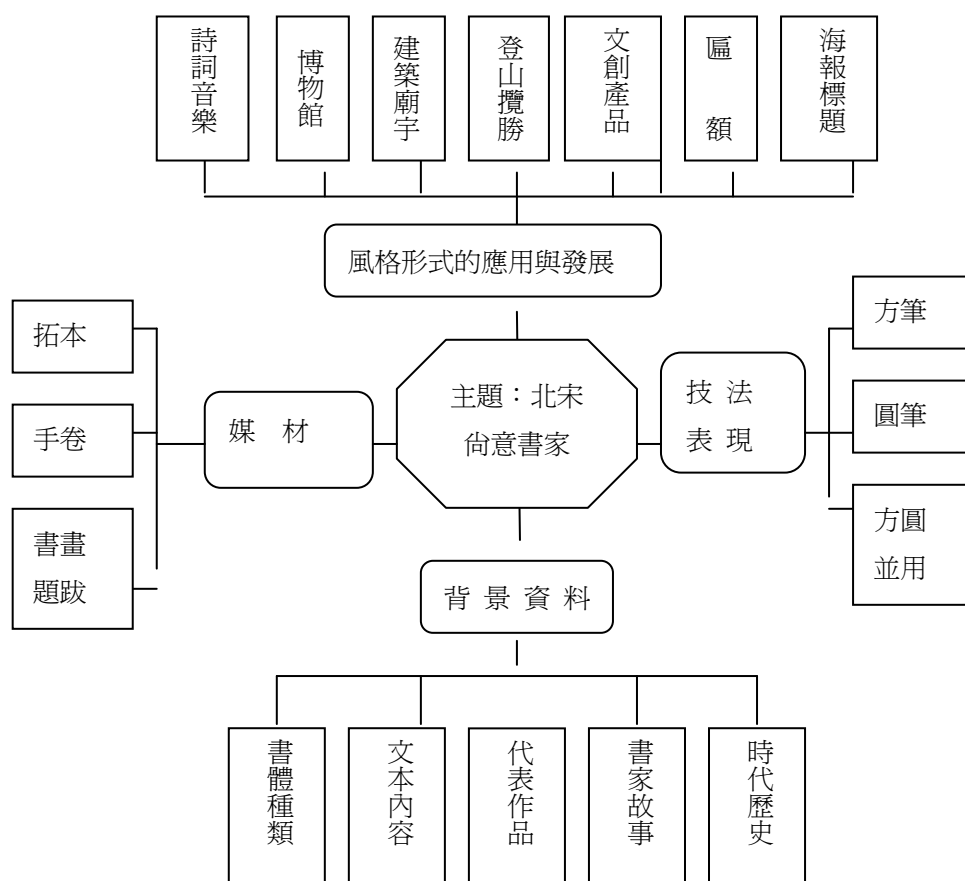 詩詞音樂
博物館
建築廟宇
登山攬勝
文創產品
匾額
海報標題
風格形式的應用與發展
拓本
手卷
書畫
題跋
媒 材
主題：北宋
尚意書家
技 法
表 現
方筆
圓筆
方圓
並用
背 景 資 料
書體種類
文本內容
代表作品
書家故事
時代歷史